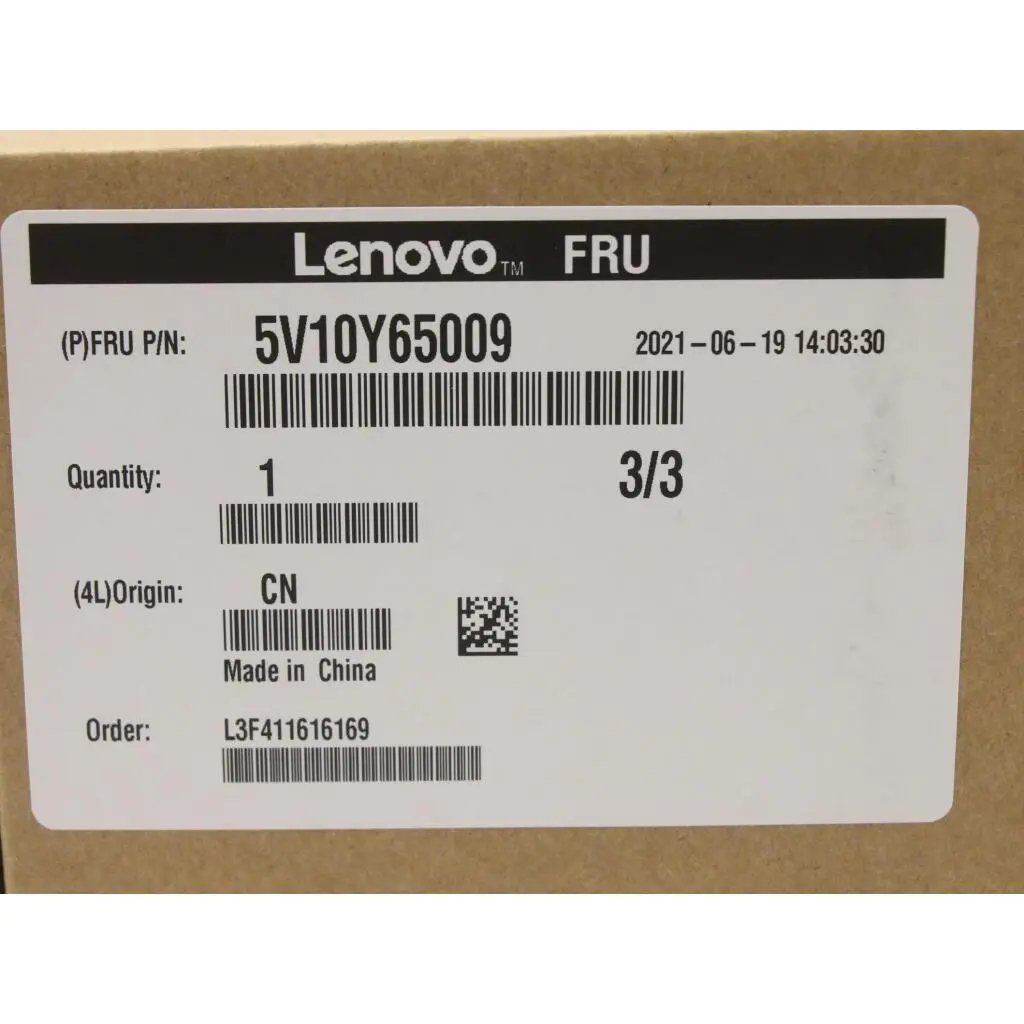 Lenovo™ FRU
(P)FRU P/N: 5V10Y65009 2021-06-19 14:03:30
Quantity: 1 3/3
(4L)Origin: CN
Made in China
Order: L3F411616169